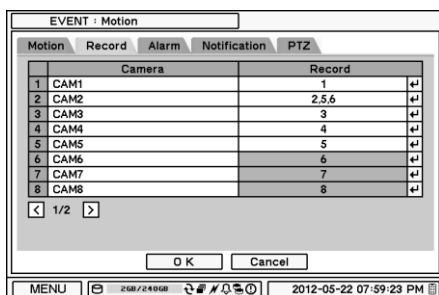 EVENT : Motion
Motion Record Alarm Notification PTZ
Camera Record
1 CAM1 1
2 CAM2 2,5,6
3 CAM3 3
4 CAM4 4
5 CAM5 5
6 CAM6 6
7 CAM7 7
8 CAM8 8
< 1/2 >
OK Cancel
MENU 2GB/240GB 2012-05-22 07:59:23 PM